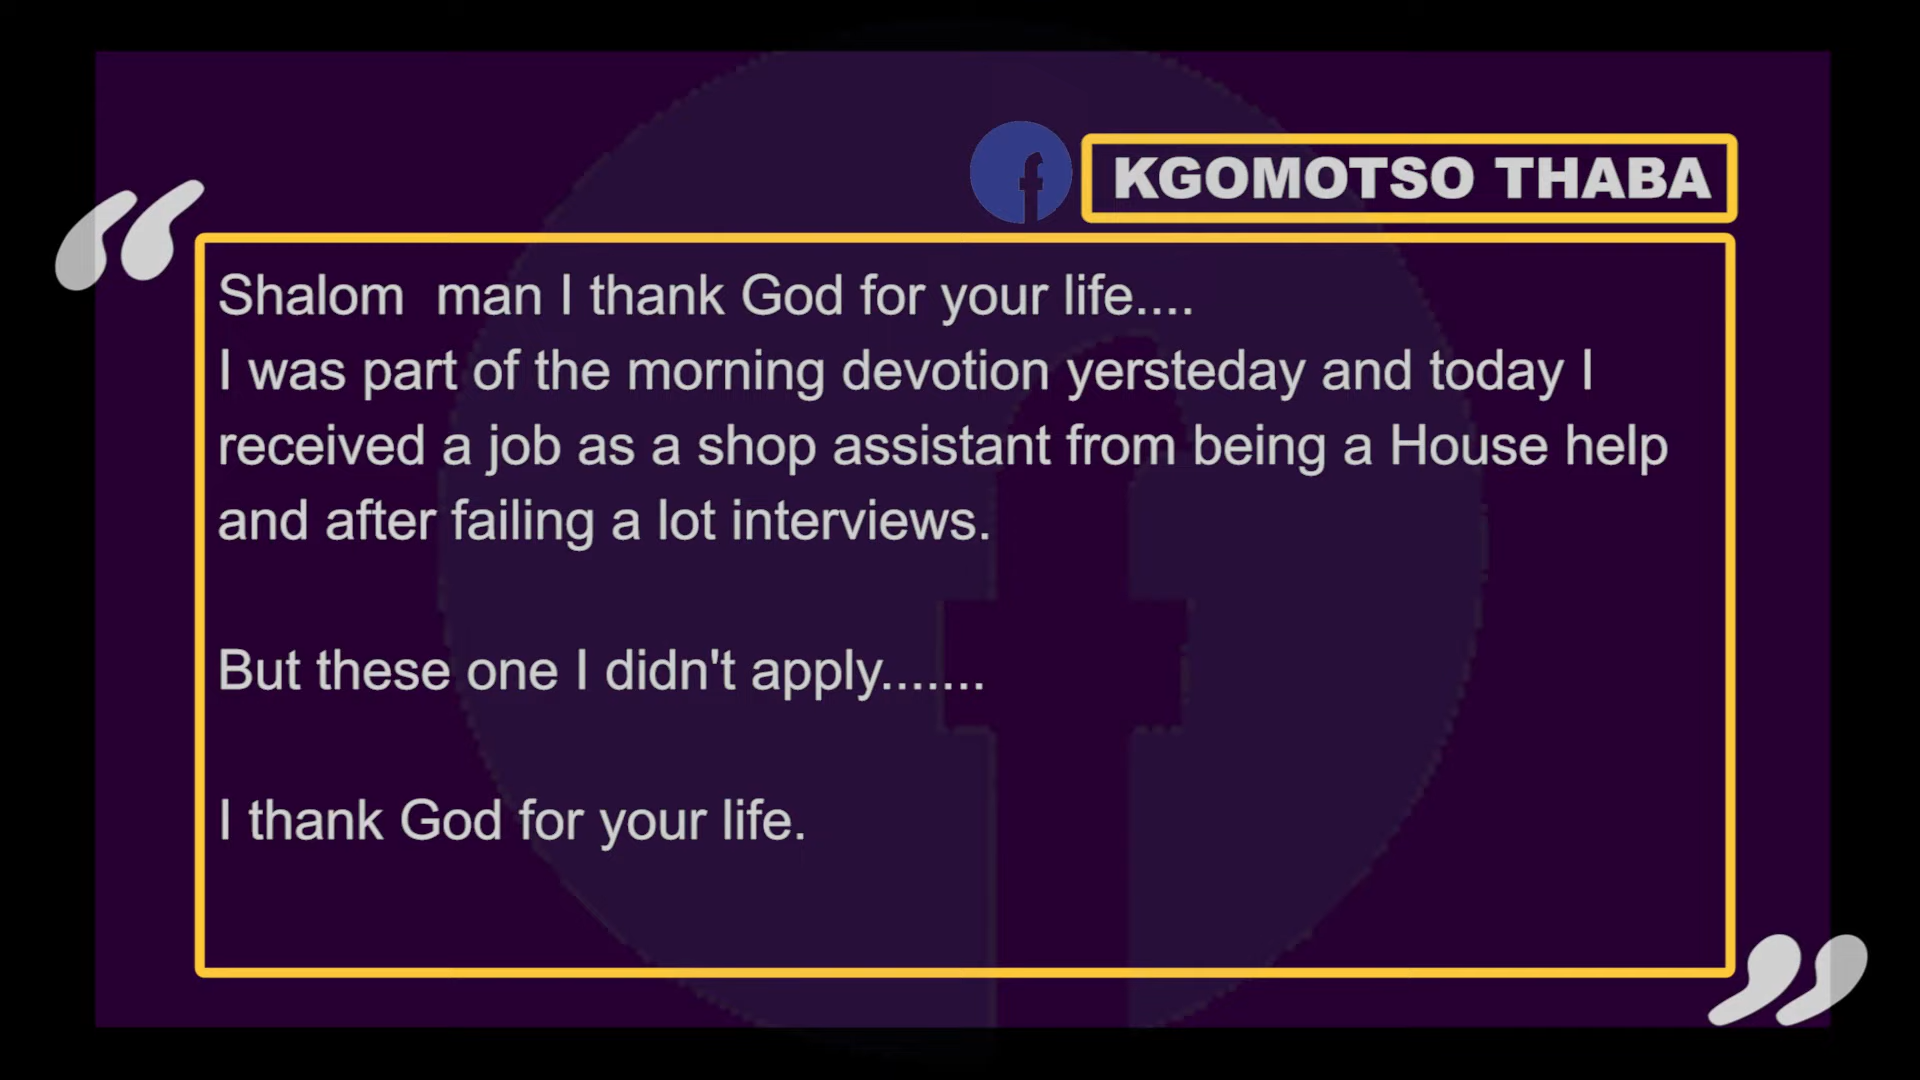 KGOMOTSO THABA
Shalom  man I thank God for your life....
I was part of the morning devotion yersteday and today I
received a job as a shop assistant from being a House help
and after failing a lot interviews.
But these one I didn't apply.......
I thank God for your life.